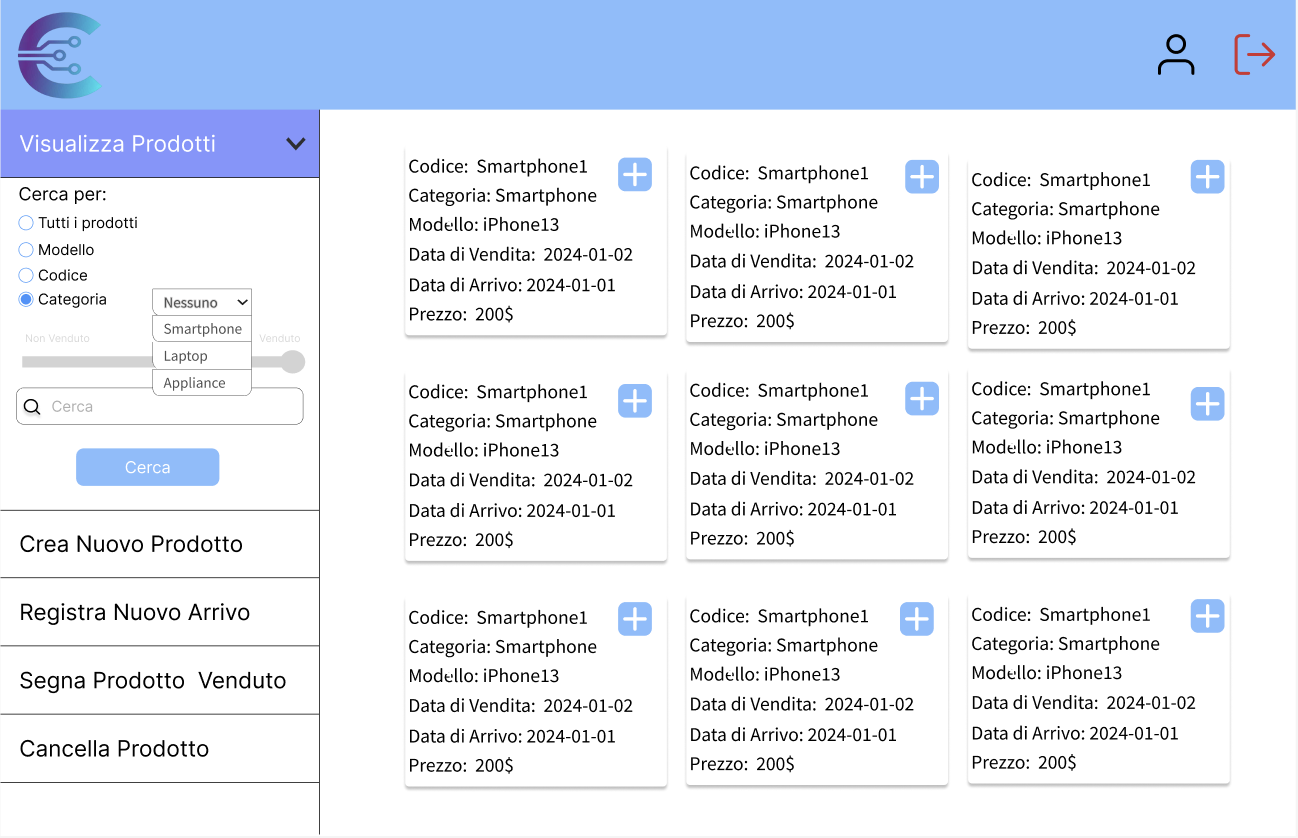 Visualizza Prodotti
Cerca per:
Tutti i prodotti
Modello
Codice
Categoria
Nessuno
Smartphone
Laptop
Appliance
Non Venduto
Venduto
Cerca
Cerca
Crea Nuovo Prodotto
Registra Nuovo Arrivo
Segna Prodotto  Venduto
Cancella Prodotto
Codice:  Smartphone1
Categoria: Smartphone
Modello: iPhone13
Data di Vendita:  2024-01-02
Data di Arrivo: 2024-01-01
Prezzo:  200$
Codice:  Smartphone1
Categoria: Smartphone
Modello: iPhone13
Data di Vendita:  2024-01-02
Data di Arrivo: 2024-01-01
Prezzo:  200$
Codice:  Smartphone1
Categoria: Smartphone
Modello: iPhone13
Data di Vendita:  2024-01-02
Data di Arrivo: 2024-01-01
Prezzo:  200$
Codice:  Smartphone1
Categoria: Smartphone
Modello: iPhone13
Data di Vendita:  2024-01-02
Data di Arrivo: 2024-01-01
Prezzo:  200$
Codice:  Smartphone1
Categoria: Smartphone
Modello: iPhone13
Data di Vendita:  2024-01-02
Data di Arrivo: 2024-01-01
Prezzo:  200$
Codice:  Smartphone1
Categoria: Smartphone
Modello: iPhone13
Data di Vendita:  2024-01-02
Data di Arrivo: 2024-01-01
Prezzo:  200$
Codice:  Smartphone1
Categoria: Smartphone
Modello: iPhone13
Data di Vendita:  2024-01-02
Data di Arrivo: 2024-01-01
Prezzo:  200$
Codice:  Smartphone1
Categoria: Smartphone
Modello: iPhone13
Data di Vendita:  2024-01-02
Data di Arrivo: 2024-01-01
Prezzo:  200$
Codice:  Smartphone1
Categoria: Smartphone
Modello: iPhone13
Data di Vendita:  2024-01-02
Data di Arrivo: 2024-01-01
Prezzo:  200$